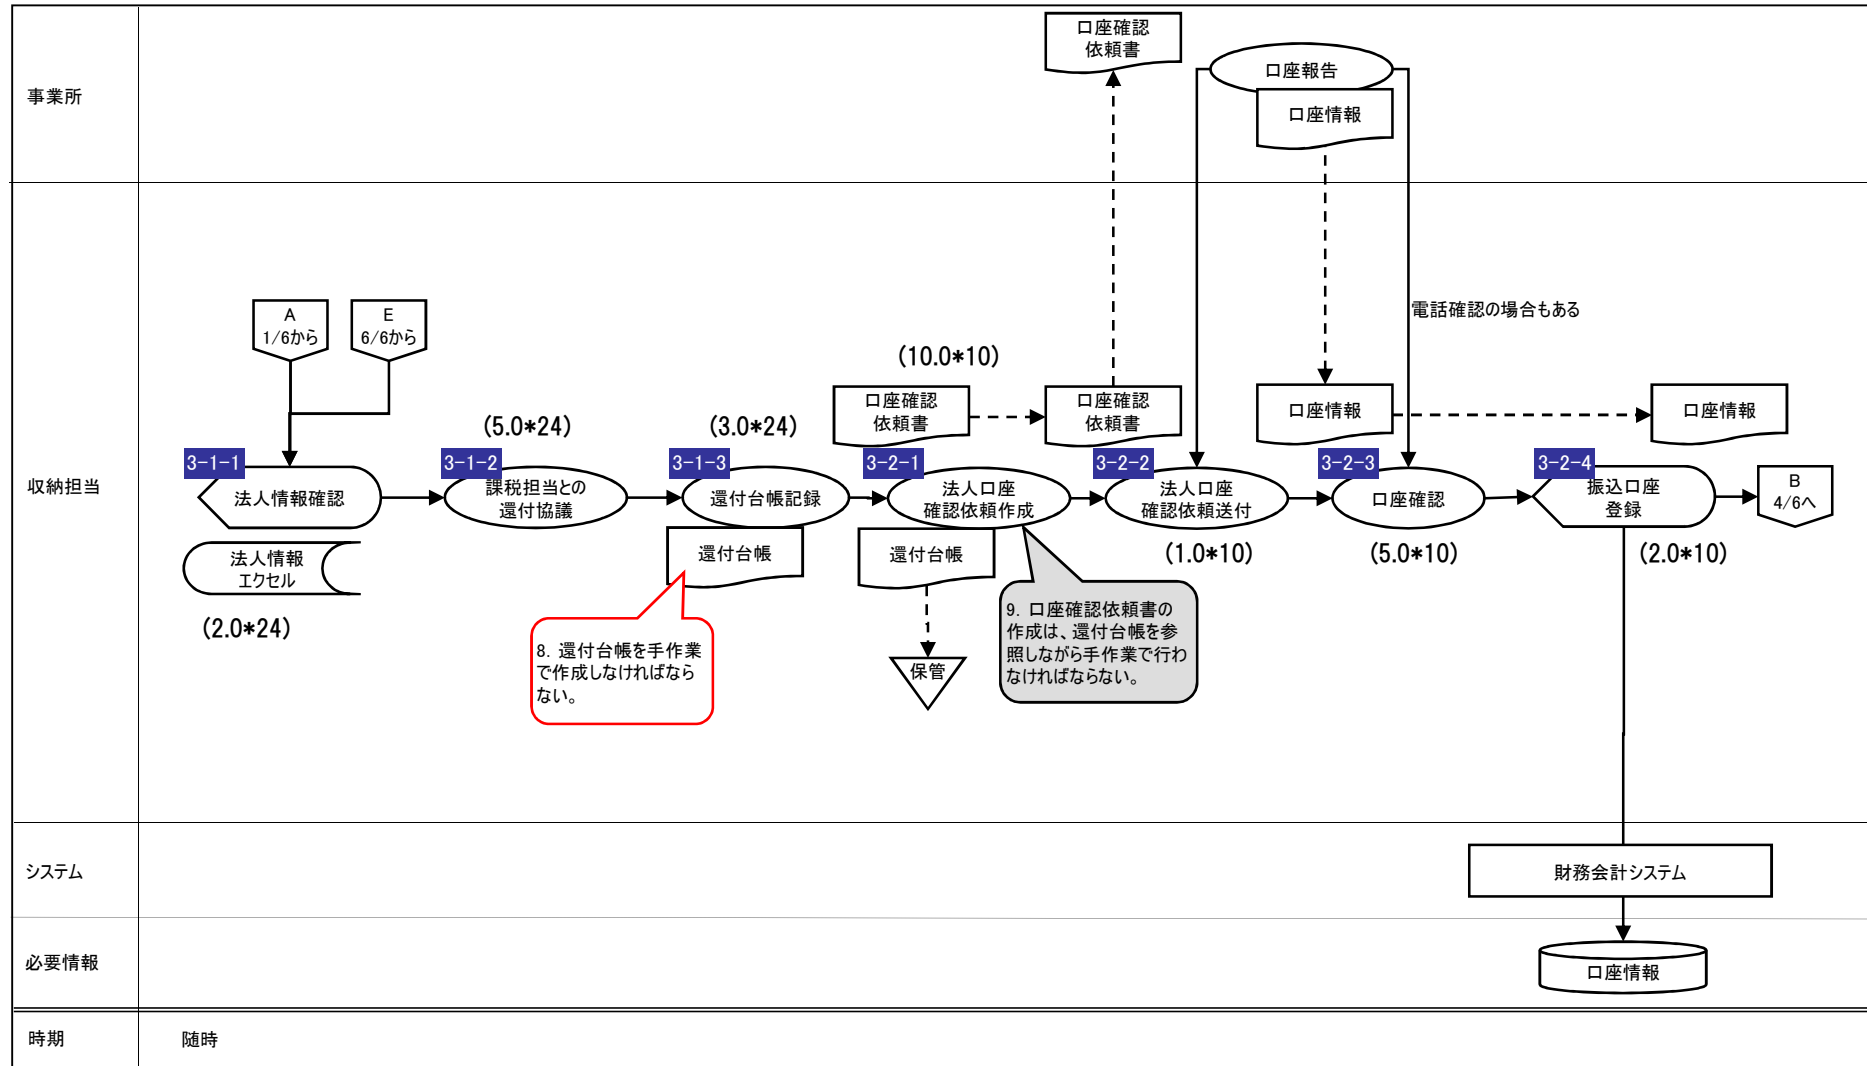 事業所
口座確認
依頼書
口座報告
口座情報
収納担当
A
1/6から
E
6/6から
電話確認の場合もある
(10.0*10)
口座確認
依頼書
口座確認
依頼書
口座情報
口座情報
(5.0*24)
(3.0*24)
3-1-1
法人情報確認
3-1-2
課税担当との
還付協議
3-1-3
還付台帳記録
3-2-1
法人口座
確認依頼作成
3-2-2
法人口座
確認依頼送付
3-2-3
口座確認
3-2-4
振込口座
登録
B
4/6へ
法人情報
エクセル
(2.0*24)
還付台帳
還付台帳
(1.0*10)
(5.0*10)
(2.0*10)
8. 還付台帳を手作業
で作成しなければなら
ない。
保管
9. 口座確認依頼書の
作成は、還付台帳を参
照しながら手作業で行わ
なければならない。
システム
財務会計システム
必要情報
口座情報
時期
随時